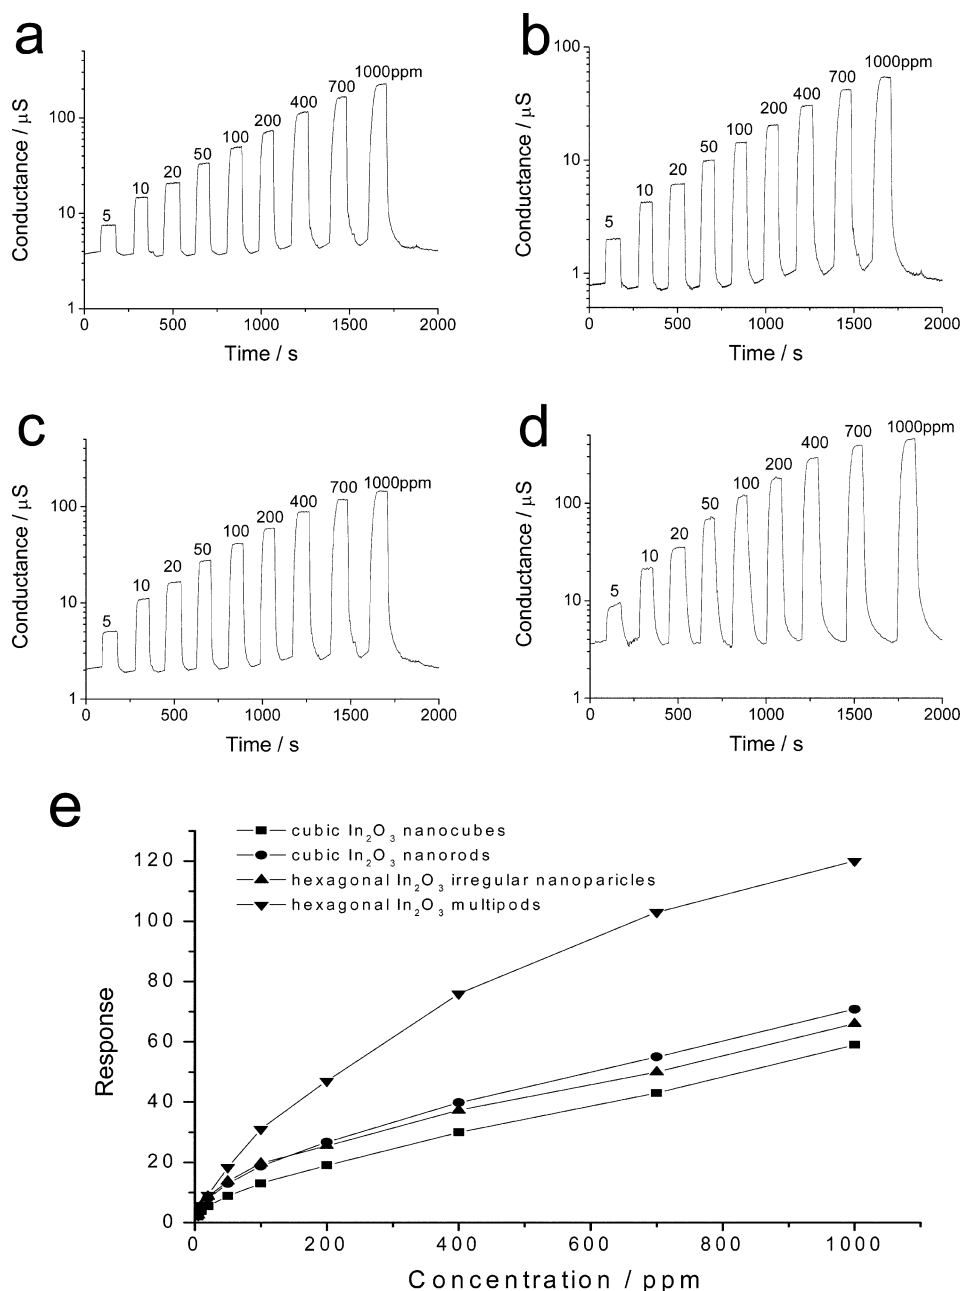 a
1000ppm
700
400
200
100
50
20
10
5
100
10
1
Conductance / μS
0 500 1000 1500 2000
Time / s
b
100
1000ppm
700
400
200
100
50
20
10
5
10
1
Conductance / μS
0 500 1000 1500 2000
Time / s
c
1000ppm
700
400
200
100
50
20
10
5
100
10
1
Conductance / μS
0 500 1000 1500 2000
Time / s
d
1000ppm
700
400
200
100
50
20
10
5
100
10
1
Conductance / μS
0 500 1000 1500 2000
Time / s
e
cubic In₂O₃ nanocubes
cubic In₂O₃ nanorods
hexagonal In₂O₃ irregular nanoparicles
hexagonal In₂O₃ multipods
120
100
80
60
40
20
0
Response
0 200 400 600 800 1000
Concentration / ppm